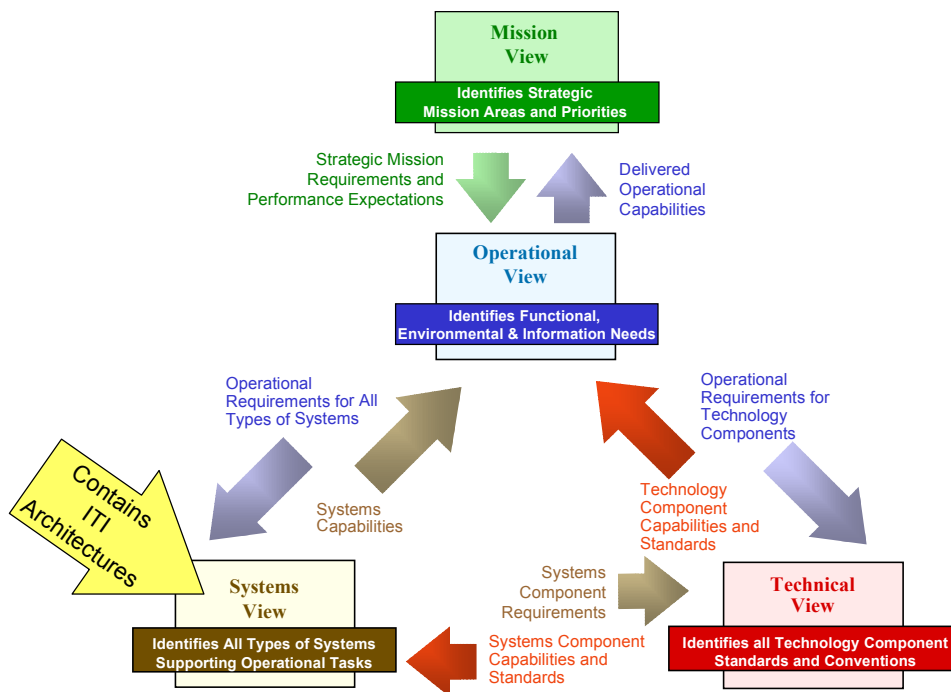 Mission
View
Identifies Strategic
Mission Areas and Priorities
Strategic Mission
Requirements and
Performance Expectations
Delivered
Operational
Capabilities
Operational
View
Identifies Functional,
Environmental & Information Needs
Operational
Requirements for All
Types of Systems
Operational
Requirements for
Technology
Components
Contains
ITI
Architectures
Systems
Capabilities
Technology
Component
Capabilities and
Standards
Systems
View
Identifies All Types of Systems
Supporting Operational Tasks
Systems
Component
Requirements
Systems Component
Capabilities and
Standards
Technical
View
Identifies all Technology Component
Standards and Conventions